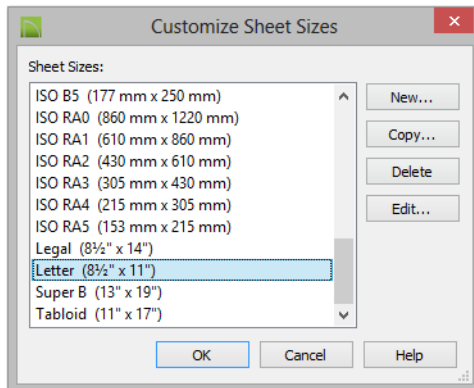 Customize Sheet Sizes
Sheet Sizes:
ISO B5 (177 mm x 250 mm)
ISO RA0 (860 mm x 1220 mm)
ISO RA1 (610 mm x 860 mm)
ISO RA2 (430 mm x 610 mm)
ISO RA3 (305 mm x 430 mm)
ISO RA4 (215 mm x 305 mm)
ISO RA5 (153 mm x 215 mm)
Legal (8½" x 14")
Letter (8½" x 11")
Super B (13" x 19")
Tabloid (11" x 17")
New...
Copy...
Delete
Edit...
OK Cancel Help